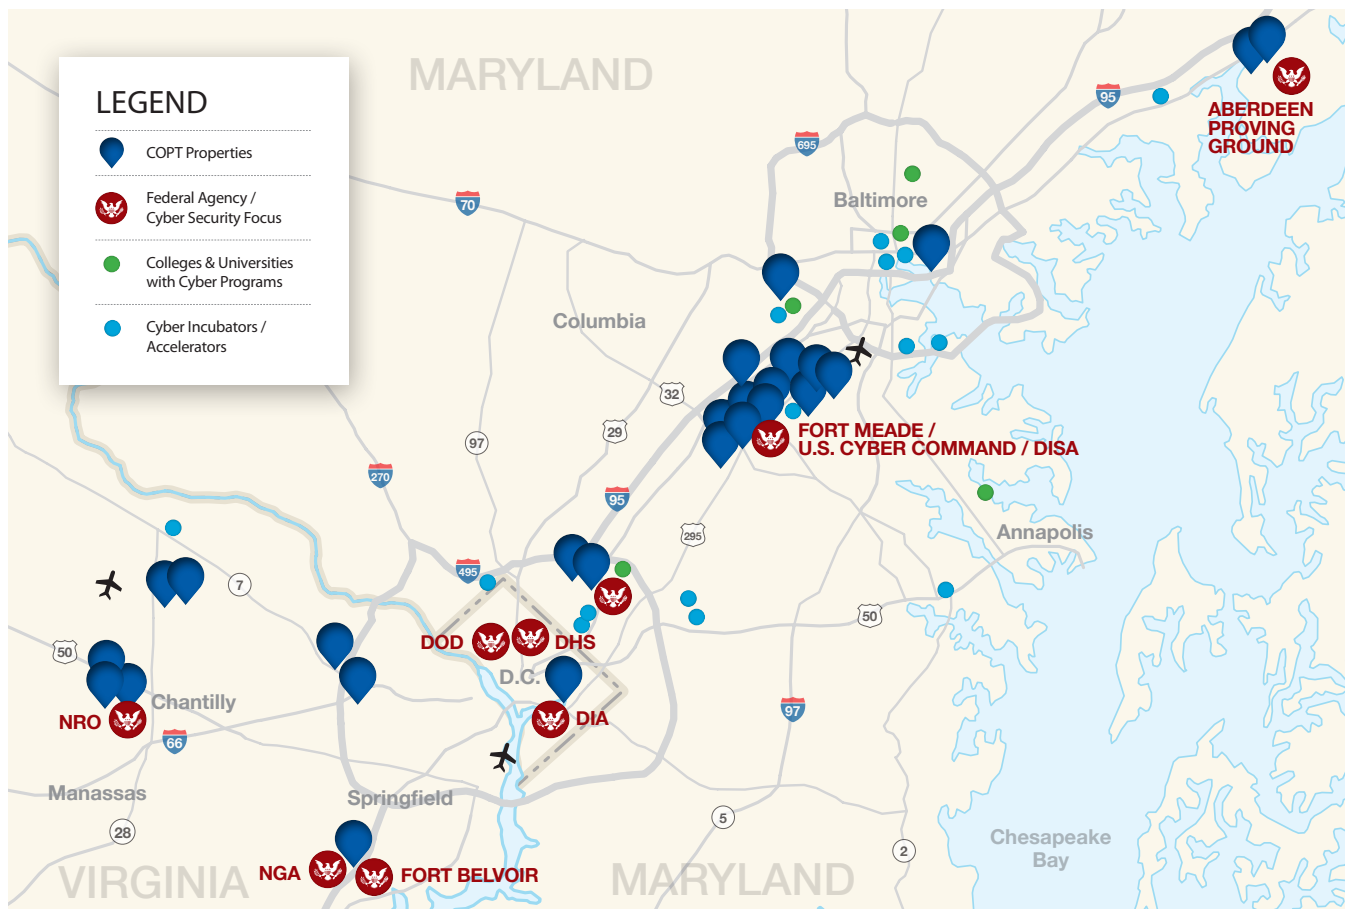 MARYLAND
LEGEND
COPT Properties
Federal Agency /
Cyber Security Focus
Colleges & Universities
with Cyber Programs
Cyber Incubators /
Accelerators
95
ABERDEEN
PROVING
GROUND
695
70
Baltimore
Columbia
32
29
97
FORT MEADE /
U.S. CYBER COMMAND / DISA
270
95
295
Annapolis
495
7
50
50
DOD
DHS
D.C.
Chantilly
NRO
DIA
97
66
Manassas
Springfield
28
5
2
Chesapeake
Bay
NGA
FORT BELVOIR
VIRGINIA
MARYLAND